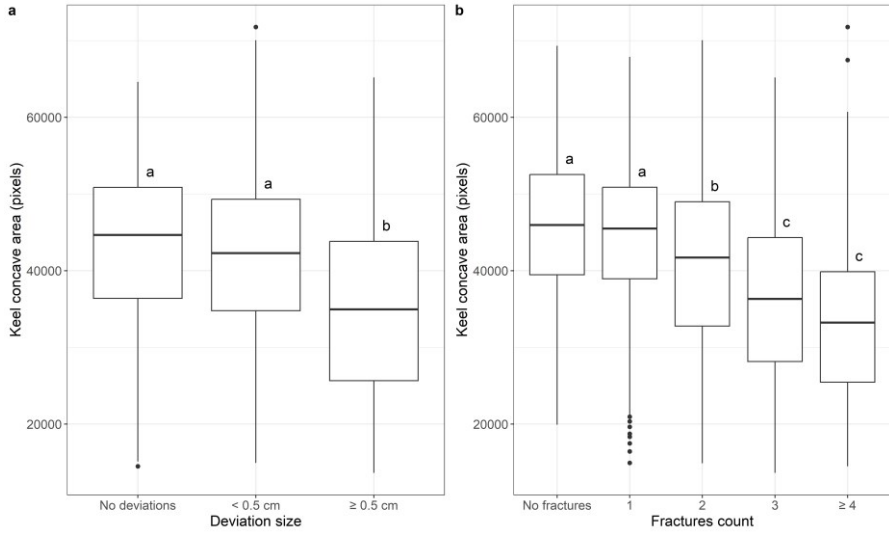 a
Keel concave area (pixels)
60000
40000
20000
a
a
b
No deviations
< 0.5 cm
≥ 0.5 cm
Deviation size
b
Keel concave area (pixels)
60000
40000
20000
a
a
b
c
c
No fractures
1
2
3
≥ 4
Fractures count